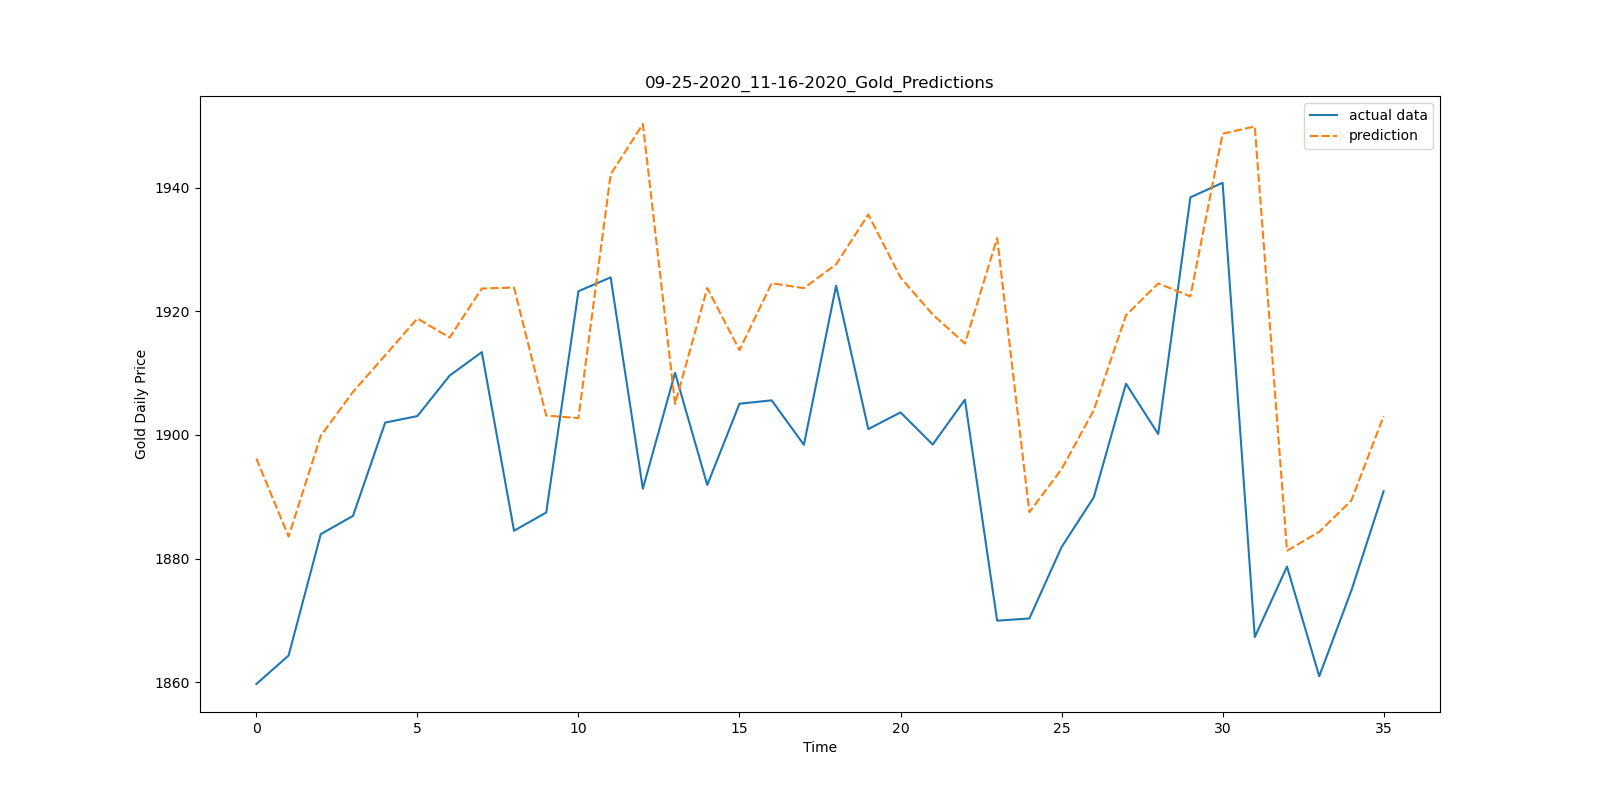 09-25-2020_11-16-2020_Gold_Predictions
actual data
prediction
Gold Daily Price
1940
1920
1900
1880
1860
0 5 10 15 20 25 30 35
Time